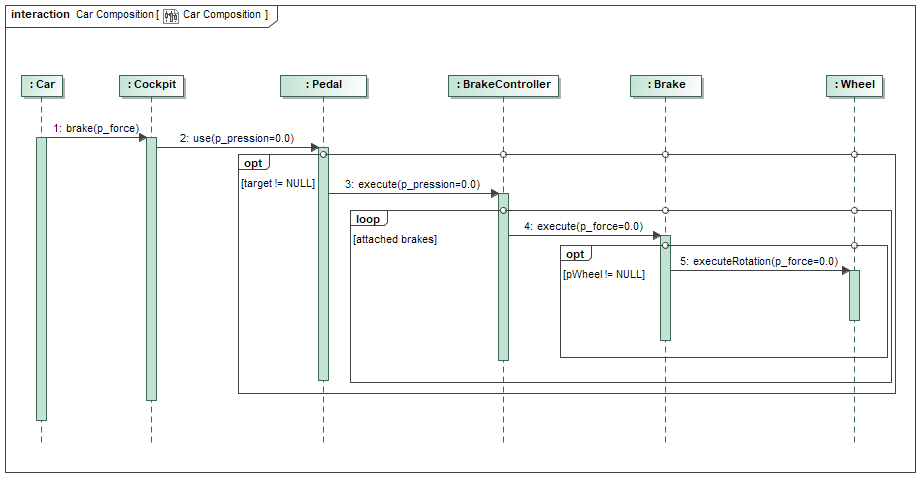 interaction Car Composition [ Car Composition ]
: Car
: Cockpit
: Pedal
: BrakeController
: Brake
: Wheel
1: brake(p_force)
2: use(p_pression=0.0)
opt
[target != NULL]
3: execute(p_pression=0.0)
loop
[attached brakes]
4: execute(p_force=0.0)
opt
[pWheel != NULL]
5: executeRotation(p_force=0.0)